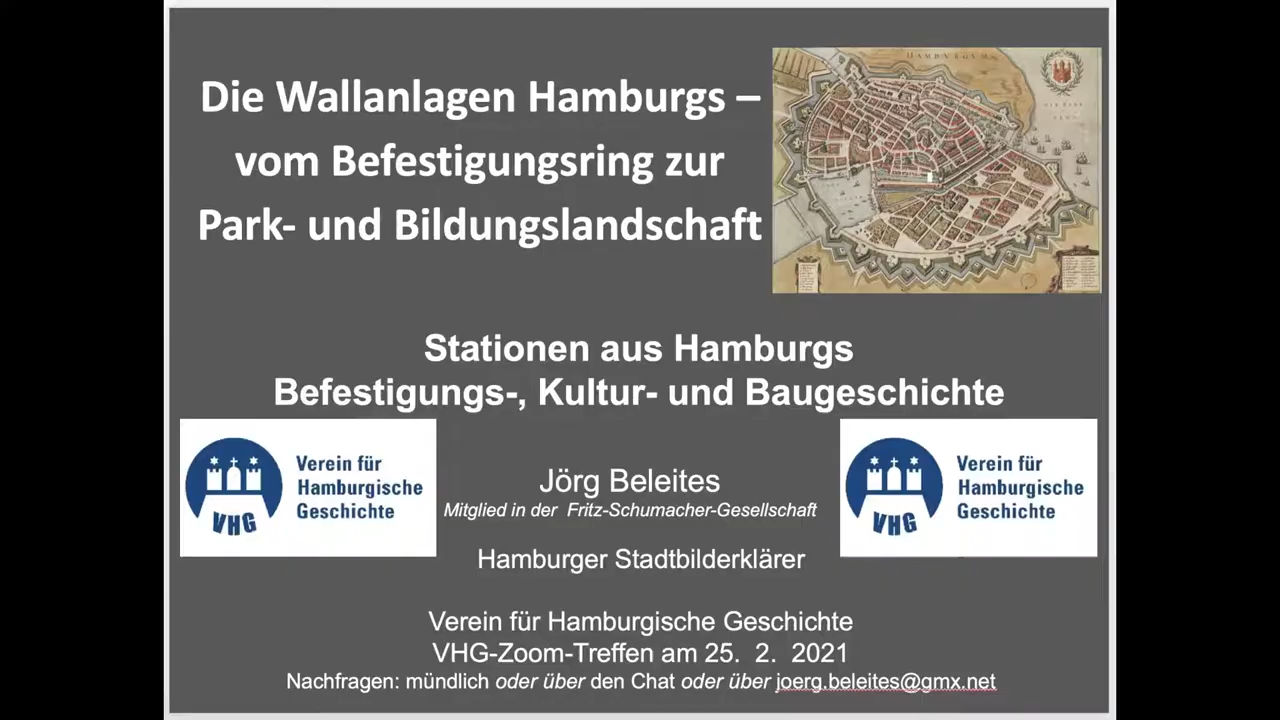 Die Wallanlagen Hamburgs –
vom Befestigungsring zur
Park- und Bildungslandschaft
HAMBVRGVM
Stationen aus Hamburgs
Befestigungs-, Kultur- und Baugeschichte
Verein für
Hamburgische
Geschichte
VHG
Jörg Beleites
Mitglied in der Fritz-Schumacher-Gesellschaft
Hamburger Stadtbilderklärer
Verein für
Hamburgische
Geschichte
VHG
Verein für Hamburgische Geschichte
VHG-Zoom-Treffen am 25. 2. 2021
Nachfragen: mündlich oder über den Chat oder über joerg.beleites@gmx.net